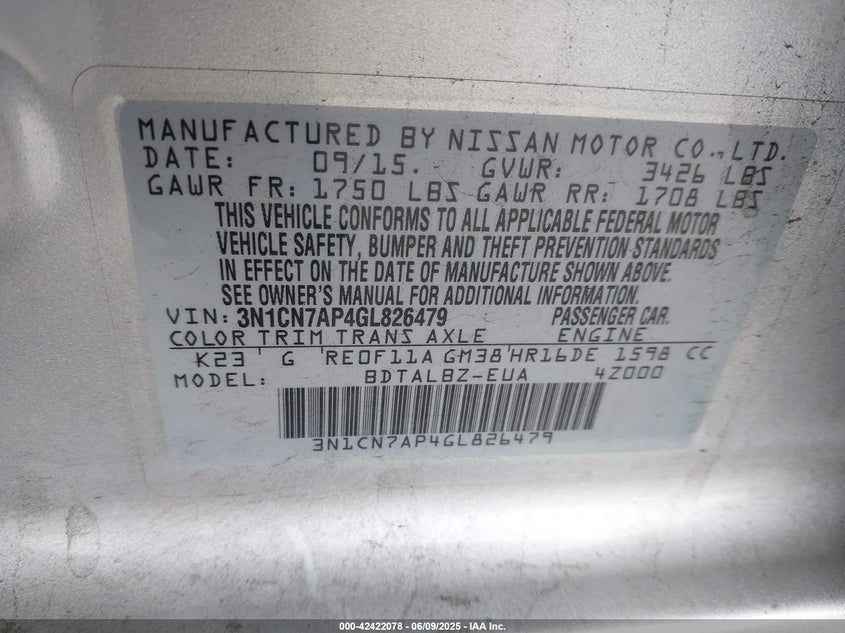 MANUFACTURED BY NISSAN MOTOR CO., LTD.
DATE: 09/15. GVWR: 3426 LBS
GAWR FR: 1750 LBS GAWR RR: 1708 LBS
THIS VEHICLE CONFORMS TO ALL APPLICABLE FEDERAL MOTOR
VEHICLE SAFETY, BUMPER AND THEFT PREVENTION STANDARDS
IN EFFECT ON THE DATE OF MANUFACTURE SHOWN ABOVE.
SEE OWNER'S MANUAL FOR ADDITIONAL INFORMATION.
VIN: 3N1CN7AP4GL826479 PASSENGER CAR.
COLOR TRIM TRANS AXLE ENGINE
K23 G RE0F11A GM38 HR16DE 1598 CC
MODEL: BDTALBZ-EUA 4Z000
3N1CN7AP4GL826479
000-42422078 - 06/09/2025 - IAA Inc. - IAA Holdings, LLC